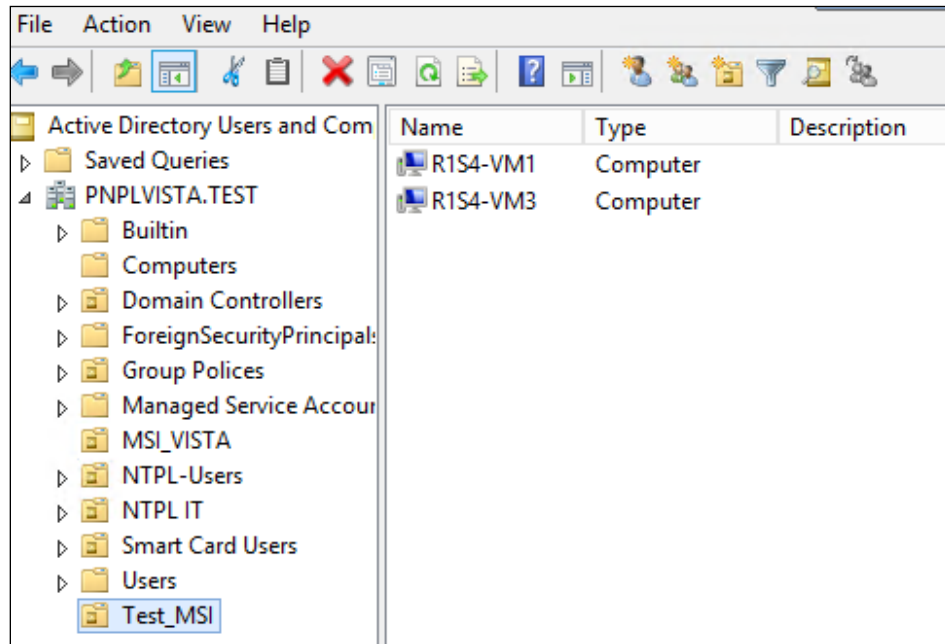 File Action View Help
Active Directory Users and Com
Saved Queries
PNPLVISTA.TEST
Builtin
Computers
Domain Controllers
ForeignSecurityPrincipals
Group Polices
Managed Service Accour
MSI_VISTA
NTPL-Users
NTPL IT
Smart Card Users
Users
Test_MSI
Name Type Description
R1S4-VM1 Computer
R1S4-VM3 Computer